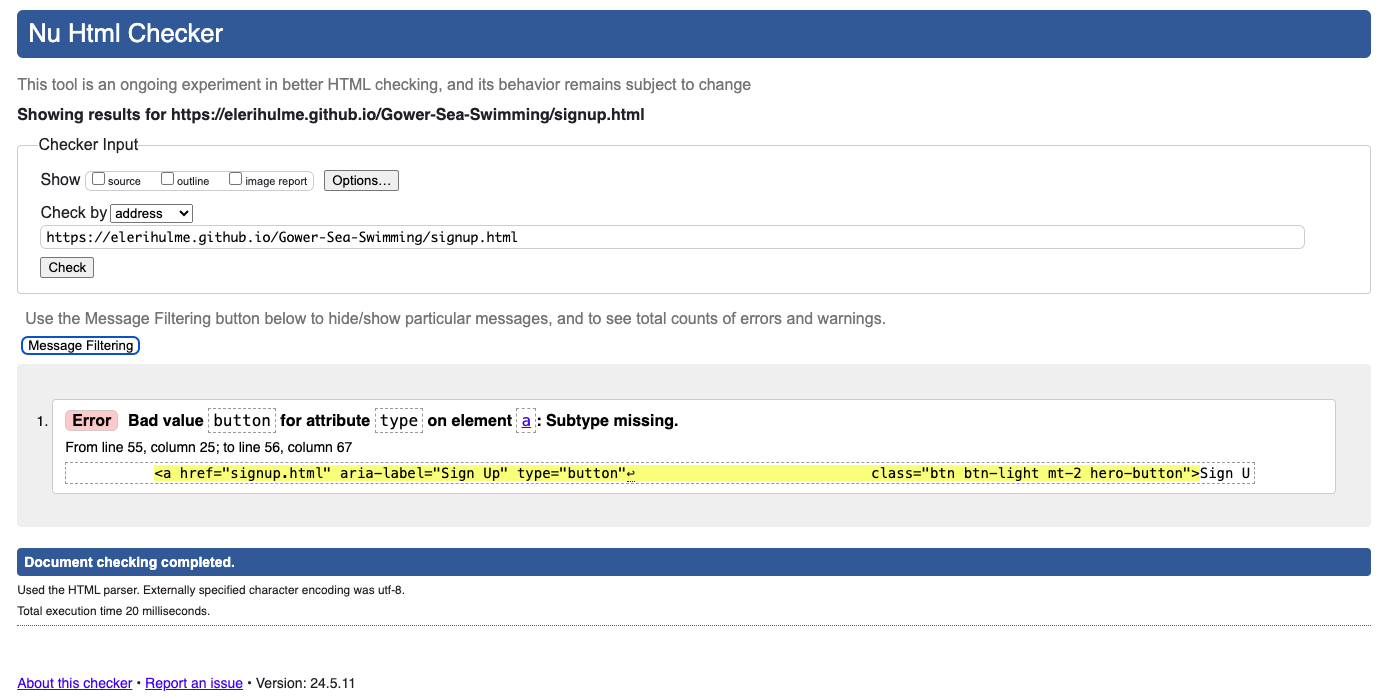 Nu Html Checker
This tool is an ongoing experiment in better HTML checking, and its behavior remains subject to change
Showing results for https://elerihulme.github.io/Gower-Sea-Swimming/signup.html
Checker Input
Show source outline image report Options...
Check by address
https://elerihulme.github.io/Gower-Sea-Swimming/signup.html
Check
Use the Message Filtering button below to hide/show particular messages, and to see total counts of errors and warnings.
Message Filtering
1. Error Bad value button for attribute type on element a: Subtype missing.
From line 55, column 25; to line 56, column 67
<a href="signup.html" aria-label="Sign Up" type="button"↩ class="btn btn-light mt-2 hero-button">Sign U
Document checking completed.
Used the HTML parser. Externally specified character encoding was utf-8.
Total execution time 20 milliseconds.
About this checker • Report an issue • Version: 24.5.11